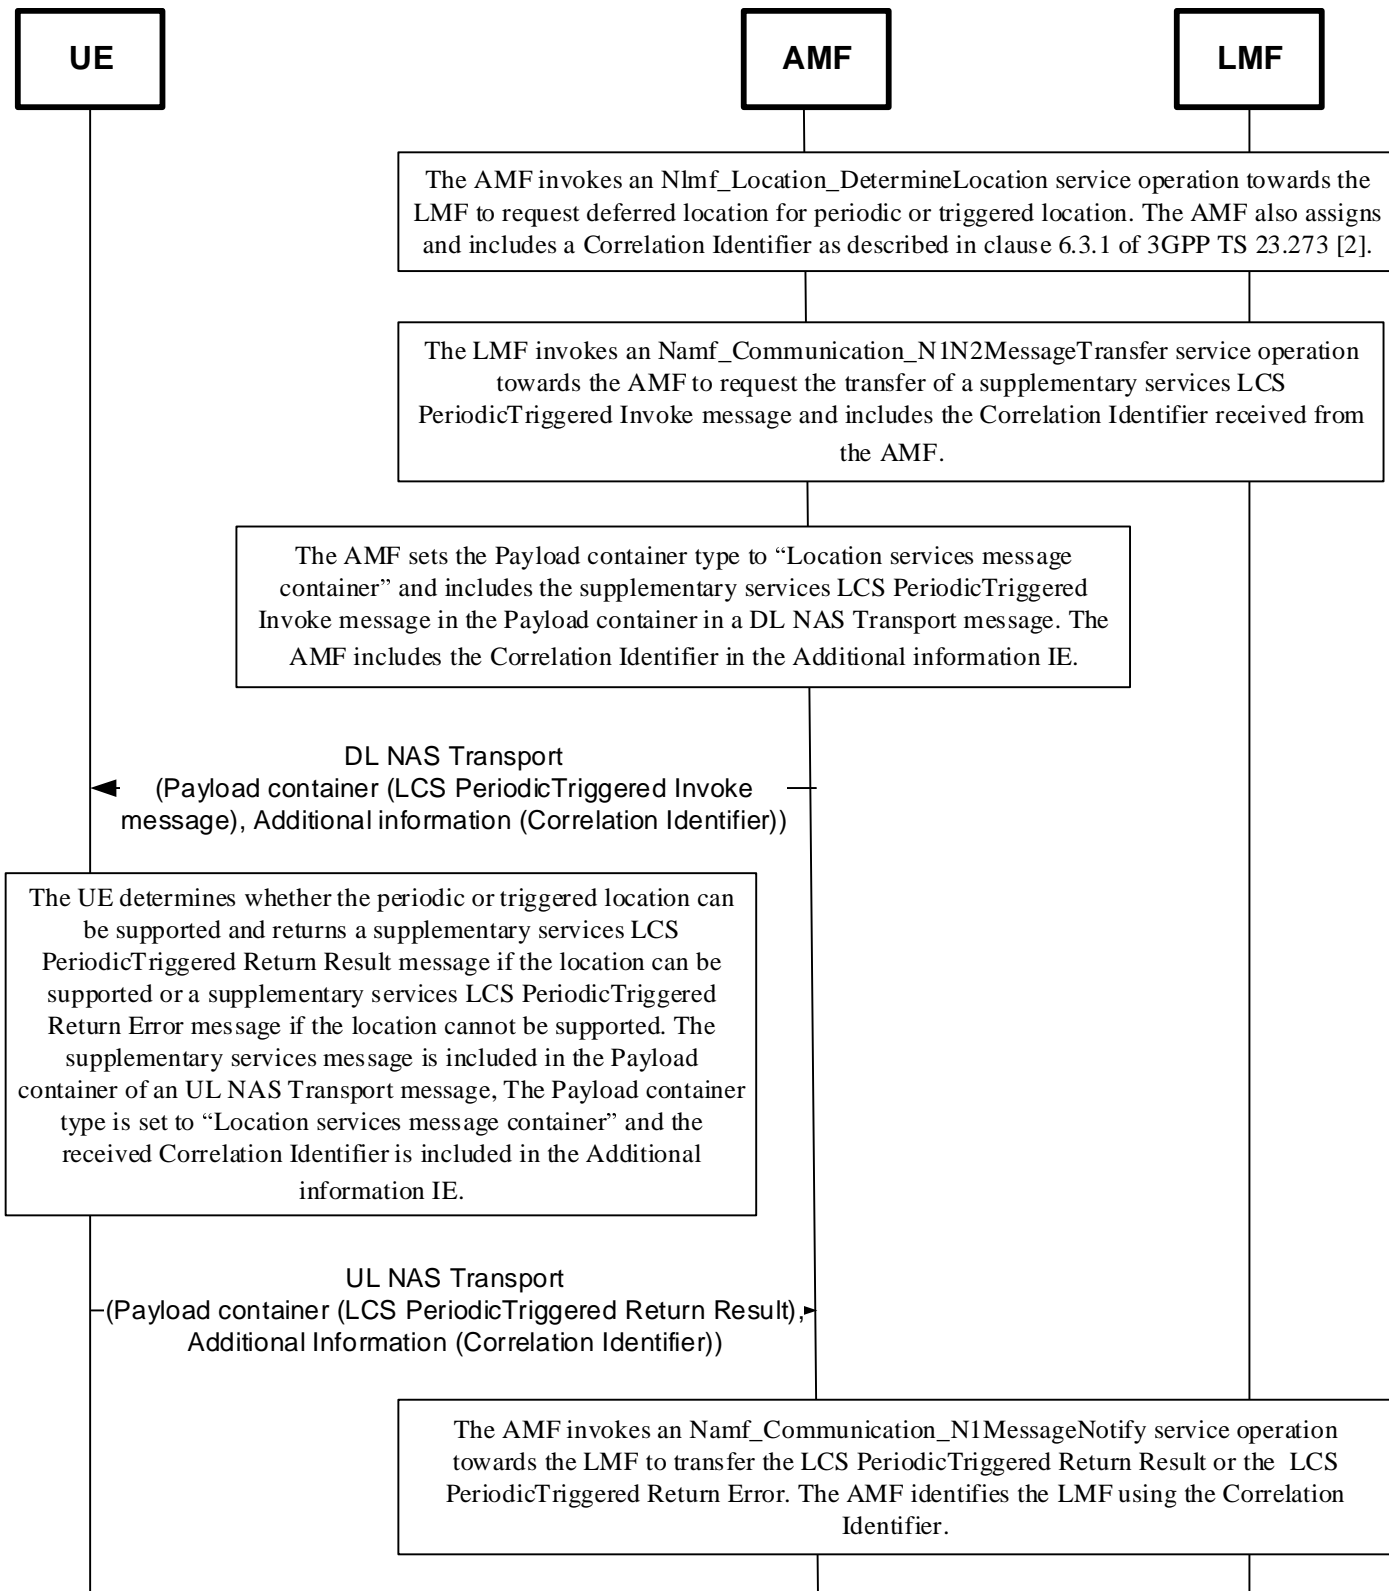 UE
AMF
LMF
The AMF invokes an Nlmf_Location_DetermineLocation service operation towards the
LMF to request deferred location for periodic or triggered location. The AMF also assigns
and includes a Correlation Identifier as described in clause 6.3.1 of 3GPP TS 23.273 [2].
The LMF invokes an Namf_Communication_N1N2MessageTransfer service operation
towards the AMF to request the transfer of a supplementary services LCS
PeriodicTriggered Invoke message and includes the Correlation Identifier received from
the AMF.
The AMF sets the Payload container type to “Location services message
container” and includes the supplementary services LCS PeriodicTriggered
Invoke message in the Payload container in a DL NAS Transport message. The
AMF includes the Correlation Identifier in the Additional information IE.
DL NAS Transport
(Payload container (LCS PeriodicTriggered Invoke
message), Additional information (Correlation Identifier))
The UE determines whether the periodic or triggered location can
be supported and returns a supplementary services LCS
PeriodicTriggered Return Result message if the location can be
supported or a supplementary services LCS PeriodicTriggered
Return Error message if the location cannot be supported. The
supplementary services message is included in the Payload
container of an UL NAS Transport message, The Payload container
type is set to “Location services message container” and the
received Correlation Identifier is included in the Additional
information IE.
UL NAS Transport
(Payload container (LCS PeriodicTriggered Return Result),
Additional Information (Correlation Identifier))
The AMF invokes an Namf_Communication_N1MessageNotify service operation
towards the LMF to transfer the LCS PeriodicTriggered Return Result or the LCS
PeriodicTriggered Return Error. The AMF identifies the LMF using the Correlation
Identifier.